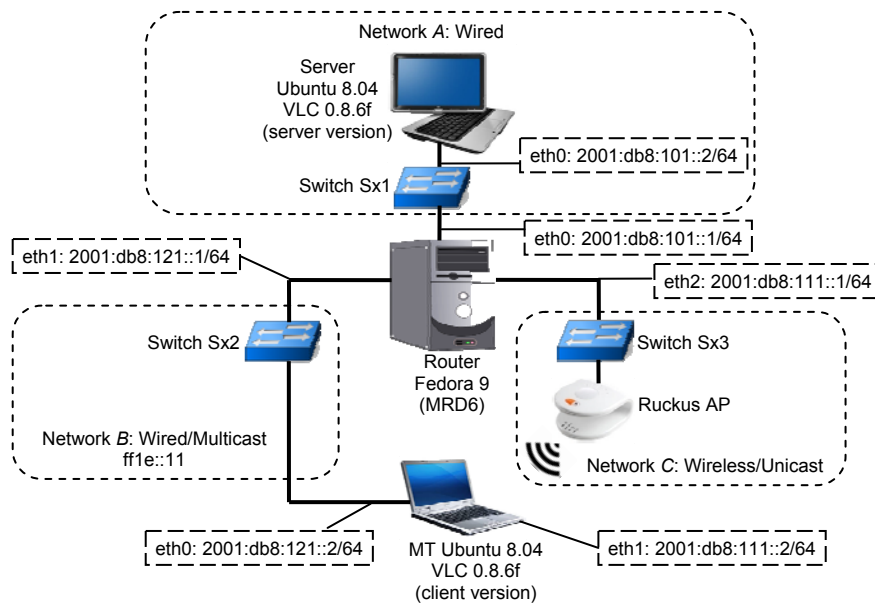 Network A: Wired
Server
Ubuntu 8.04
VLC 0.8.6f
(server version)
eth0: 2001:db8:101::2/64
Switch Sx1
eth0: 2001:db8:101::1/64
eth1: 2001:db8:121::1/64
eth2: 2001:db8:111::1/64
Switch Sx2
Router
Fedora 9
(MRD6)
Switch Sx3
Ruckus AP
Network B: Wired/Multicast
ff1e::11
Network C: Wireless/Unicast
eth0: 2001:db8:121::2/64
MT Ubuntu 8.04
VLC 0.8.6f
(client version)
eth1: 2001:db8:111::2/64